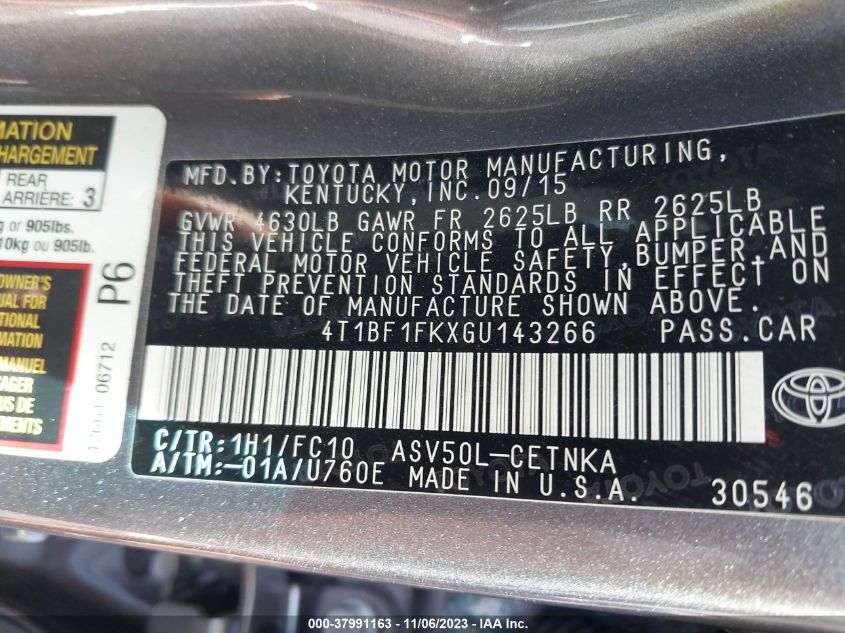 MATION
HARGEMENT
REAR
ARRIÈRE: 3
g or 905lbs.
10kg ou 905lb.
OWNER'S
UAL FOR
TIONAL
MATION
MANUEL
AGER
US DE
EMENTS
P6
06712
MFD.BY:TOYOTA MOTOR MANUFACTURING,
KENTUCKY,INC.09/15
GVWR 4630LB GAWR FR 2625LB RR 2625LB
THIS VEHICLE CONFORMS TO ALL APPLICABLE
FEDERAL MOTOR VEHICLE SAFETY,BUMPER,AND
THEFT PREVENTION STANDARDS IN EFFECT ON
THE DATE OF MANUFACTURE SHOWN ABOVE.
4T1BF1FKXGU143266 PASS.CAR
C/TR:1H1/FC10 ASV50L-CETNKA
A/TM:-01A/U760E MADE IN U.S.A. 30546
000-37991163 - 11/06/2023 - Copyright © 2023 IAA, Inc.